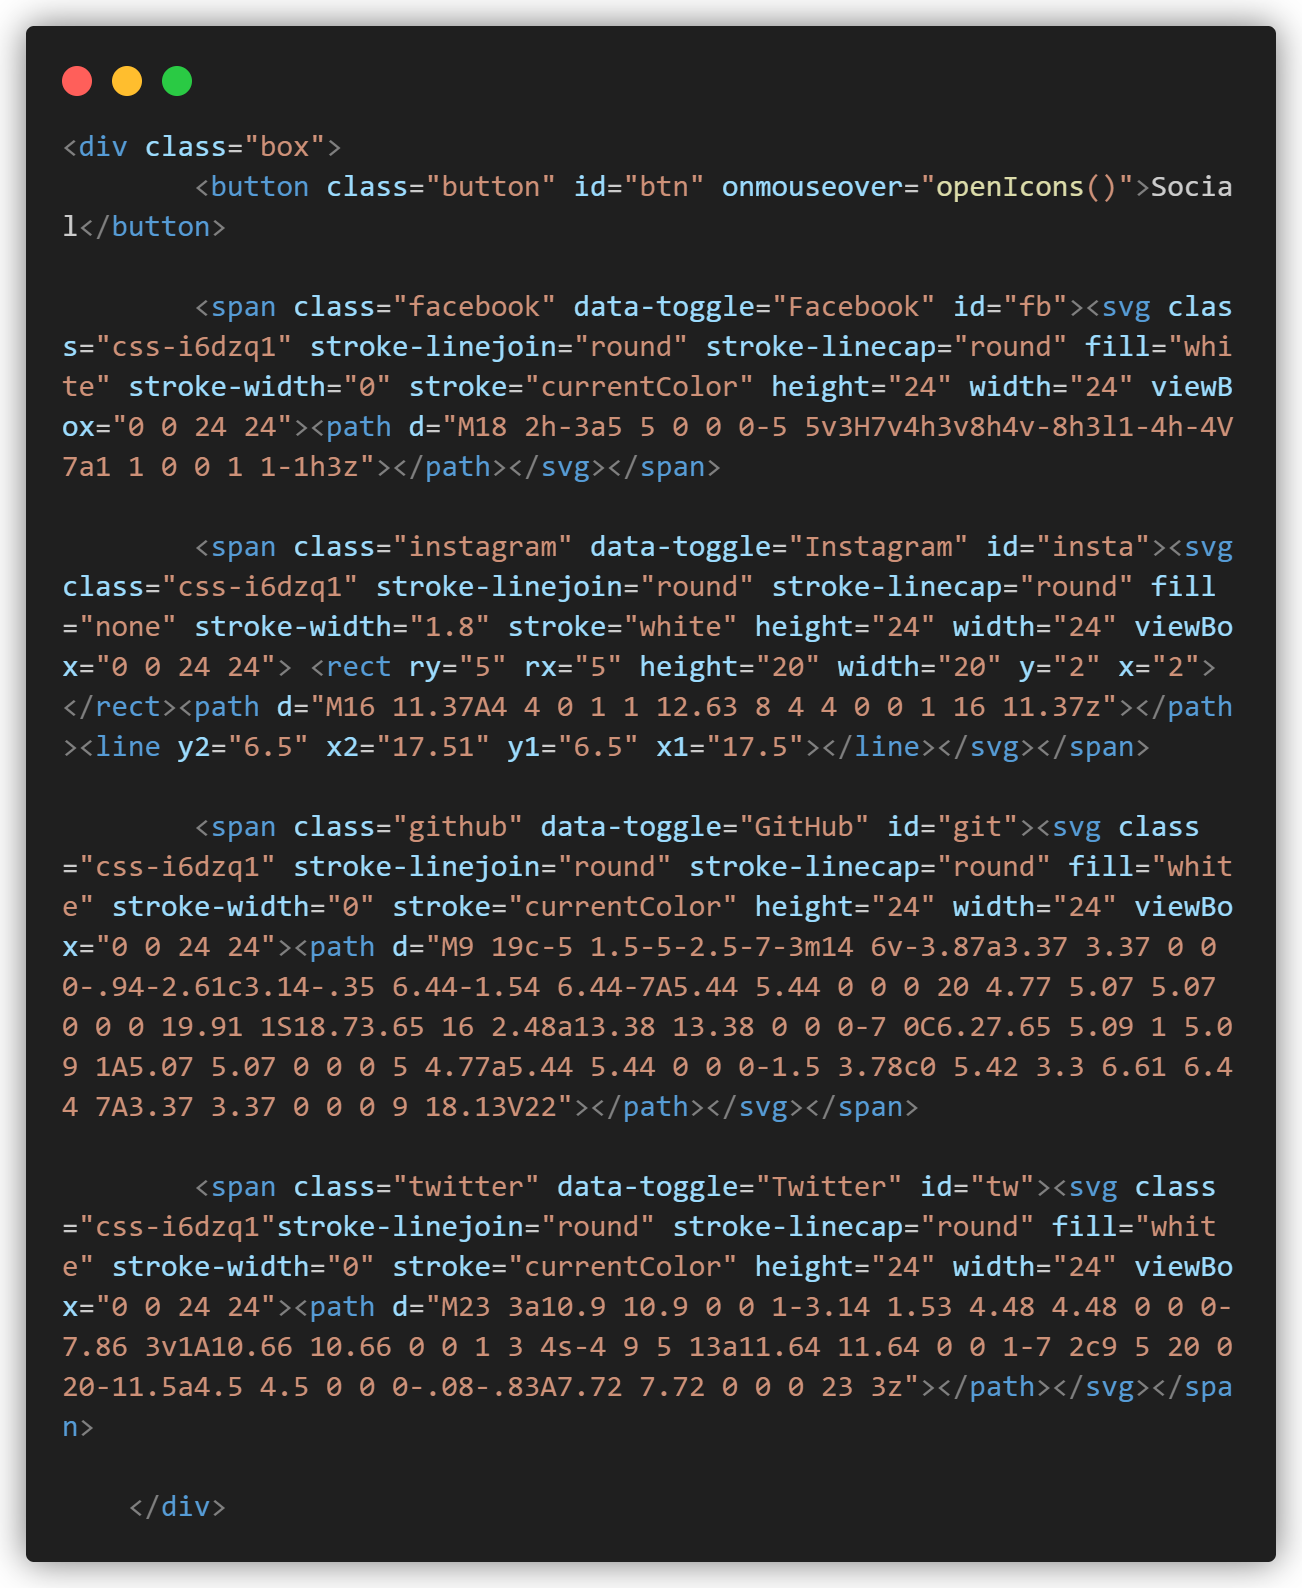 <div class="box">
        <button class="button" id="btn" onmouseover="openIcons()">Socia
l</button>

        <span class="facebook" data-toggle="Facebook" id="fb"><svg clas
s="css-i6dzq1" stroke-linejoin="round" stroke-linecap="round" fill="whi
te" stroke-width="0" stroke="currentColor" height="24" width="24" viewB
ox="0 0 24 24"><path d="M18 2h-3a5 5 0 0 0-5 5v3H7v4h3v8h4v-8h3l1-4h-4V
7a1 1 0 0 1 1-1h3z"></path></svg></span>

        <span class="instagram" data-toggle="Instagram" id="insta"><svg
class="css-i6dzq1" stroke-linejoin="round" stroke-linecap="round" fill
="none" stroke-width="1.8" stroke="white" height="24" width="24" viewBo
x="0 0 24 24"> <rect ry="5" rx="5" height="20" width="20" y="2" x="2">
</rect><path d="M16 11.37A4 4 0 1 1 12.63 8 4 4 0 0 1 16 11.37z"></path
><line y2="6.5" x2="17.51" y1="6.5" x1="17.5"></line></svg></span>

        <span class="github" data-toggle="GitHub" id="git"><svg class
="css-i6dzq1" stroke-linejoin="round" stroke-linecap="round" fill="whit
e" stroke-width="0" stroke="currentColor" height="24" width="24" viewBo
x="0 0 24 24"><path d="M9 19c-5 1.5-5-2.5-7-3m14 6v-3.87a3.37 3.37 0 0
0-.94-2.61c3.14-.35 6.44-1.54 6.44-7A5.44 5.44 0 0 0 20 4.77 5.07 5.07
0 0 0 19.91 1S18.73.65 16 2.48a13.38 13.38 0 0 0-7 0C6.27.65 5.09 1 5.0
9 1A5.07 5.07 0 0 0 5 4.77a5.44 5.44 0 0 0-1.5 3.78c0 5.42 3.3 6.61 6.4
4 7A3.37 3.37 0 0 0 9 18.13V22"></path></svg></span>

        <span class="twitter" data-toggle="Twitter" id="tw"><svg class
="css-i6dzq1"stroke-linejoin="round" stroke-linecap="round" fill="whit
e" stroke-width="0" stroke="currentColor" height="24" width="24" viewBo
x="0 0 24 24"><path d="M23 3a10.9 10.9 0 0 1-3.14 1.53 4.48 4.48 0 0 0-
7.86 3v1A10.66 10.66 0 0 1 3 4s-4 9 5 13a11.64 11.64 0 0 1-7 2c9 5 20 0
20-11.5a4.5 4.5 0 0 0-.08-.83A7.72 7.72 0 0 0 23 3z"></path></svg></spa
n>

    </div>